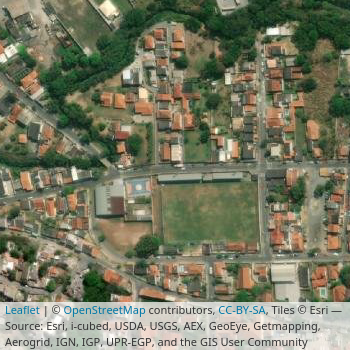 Leaflet | © OpenStreetMap contributors, CC-BY-SA, Tiles © Esri —
Source: Esri, i-cubed, USDA, USGS, AEX, GeoEye, Getmapping,
Aerogrid, IGN, IGP, UPR-EGP, and the GIS User Community